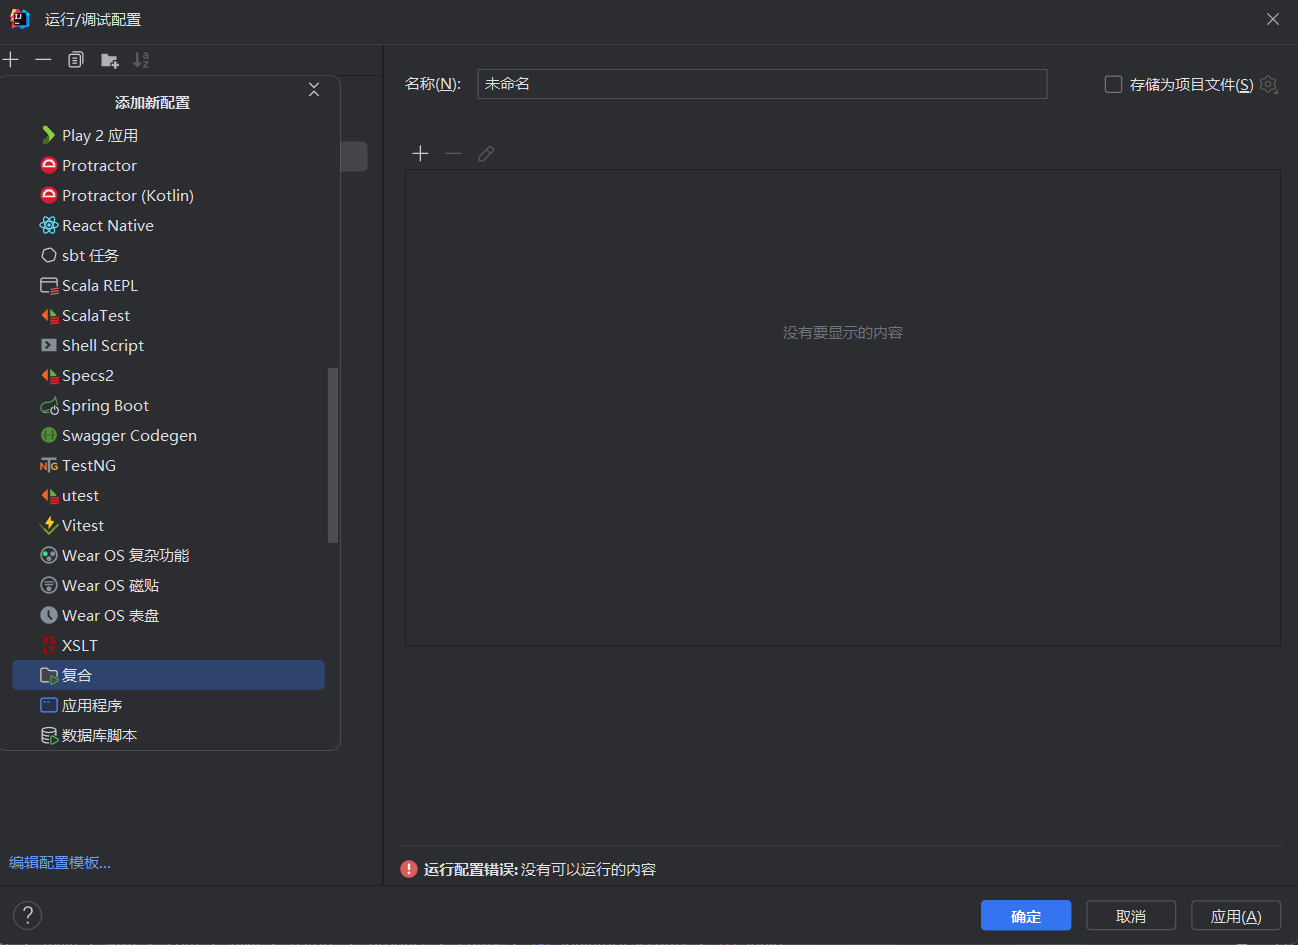 运行/调试配置
添加新配置
Play 2 应用
Protractor
Protractor (Kotlin)
React Native
sbt 任务
Scala REPL
ScalaTest
Shell Script
Specs2
Spring Boot
Swagger Codegen
TestNG
utest
Vitest
Wear OS 复杂功能
Wear OS 磁贴
Wear OS 表盘
XSLT
复合
应用程序
数据库脚本
编辑配置模板...
名称(N):
未命名
存储为项目文件(S)
没有要显示的内容
运行配置错误: 没有可以运行的内容
?
确定
取消
应用(A)